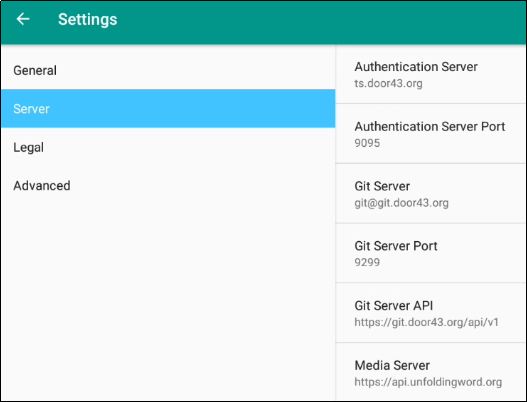 Settings
General
Server
Legal
Advanced
Authentication Server
ts.door43.org
Authentication Server Port
9095
Git Server
git@git.door43.org
Git Server Port
9299
Git Server API
https://git.door43.org/api/v1
Media Server
https://api.unfoldingword.org